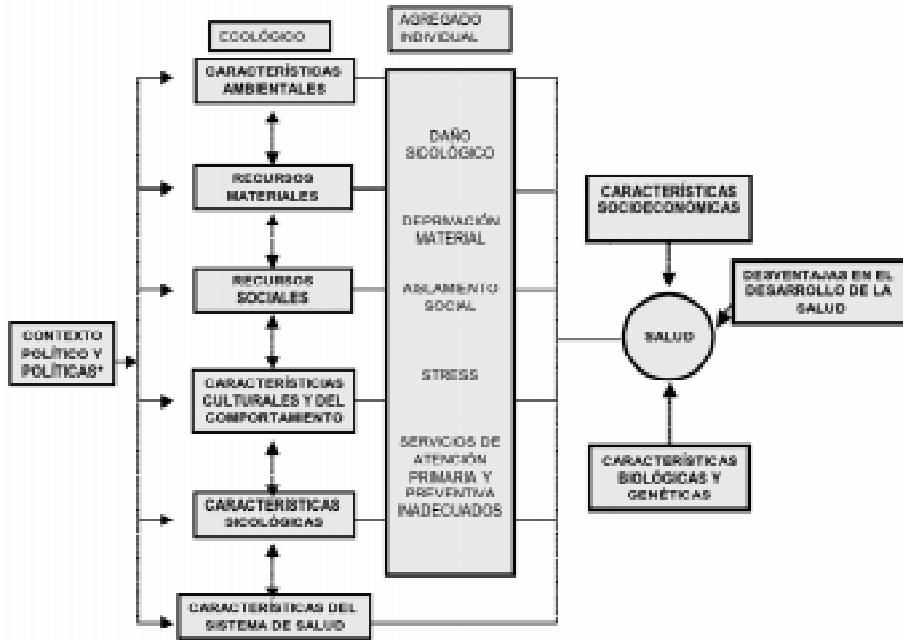 ECOLÓGICO
AGREGADO
INDIVIDUAL
CARACTERÍSTICAS
AMBIENTALES
RECURSOS
MATERIALES
RECURSOS
SOCIALES
CONTEXTO
POLÍTICO Y
POLÍTICAS*
CARACTERÍSTICIAS
CULTURALES Y DEL
COMPORTAMIENTO
CARACTERÍSTICAS
SICOLÓGICAS
CARACTERÍSTICAS DEL
SISTEMA DE SALUD
DAÑO
SICOLÓGICO
DEPRIVACIÓN
MATERIAL
AISLAMIENTO
SOCIAL
STRESS
SERVICIOS DE
ATENCIÓN
PRIMARIA Y
PREVENTIVA
INADECUADOS
CARACTERÍSTICAS
SOCIOECONÓMICAS
DESVENTAJAS EN EL
DESARROLLO DE LA
SALUD
SALUD
CARACTERÍSTICAS
BIOLÓGICAS Y
GENÉTICAS